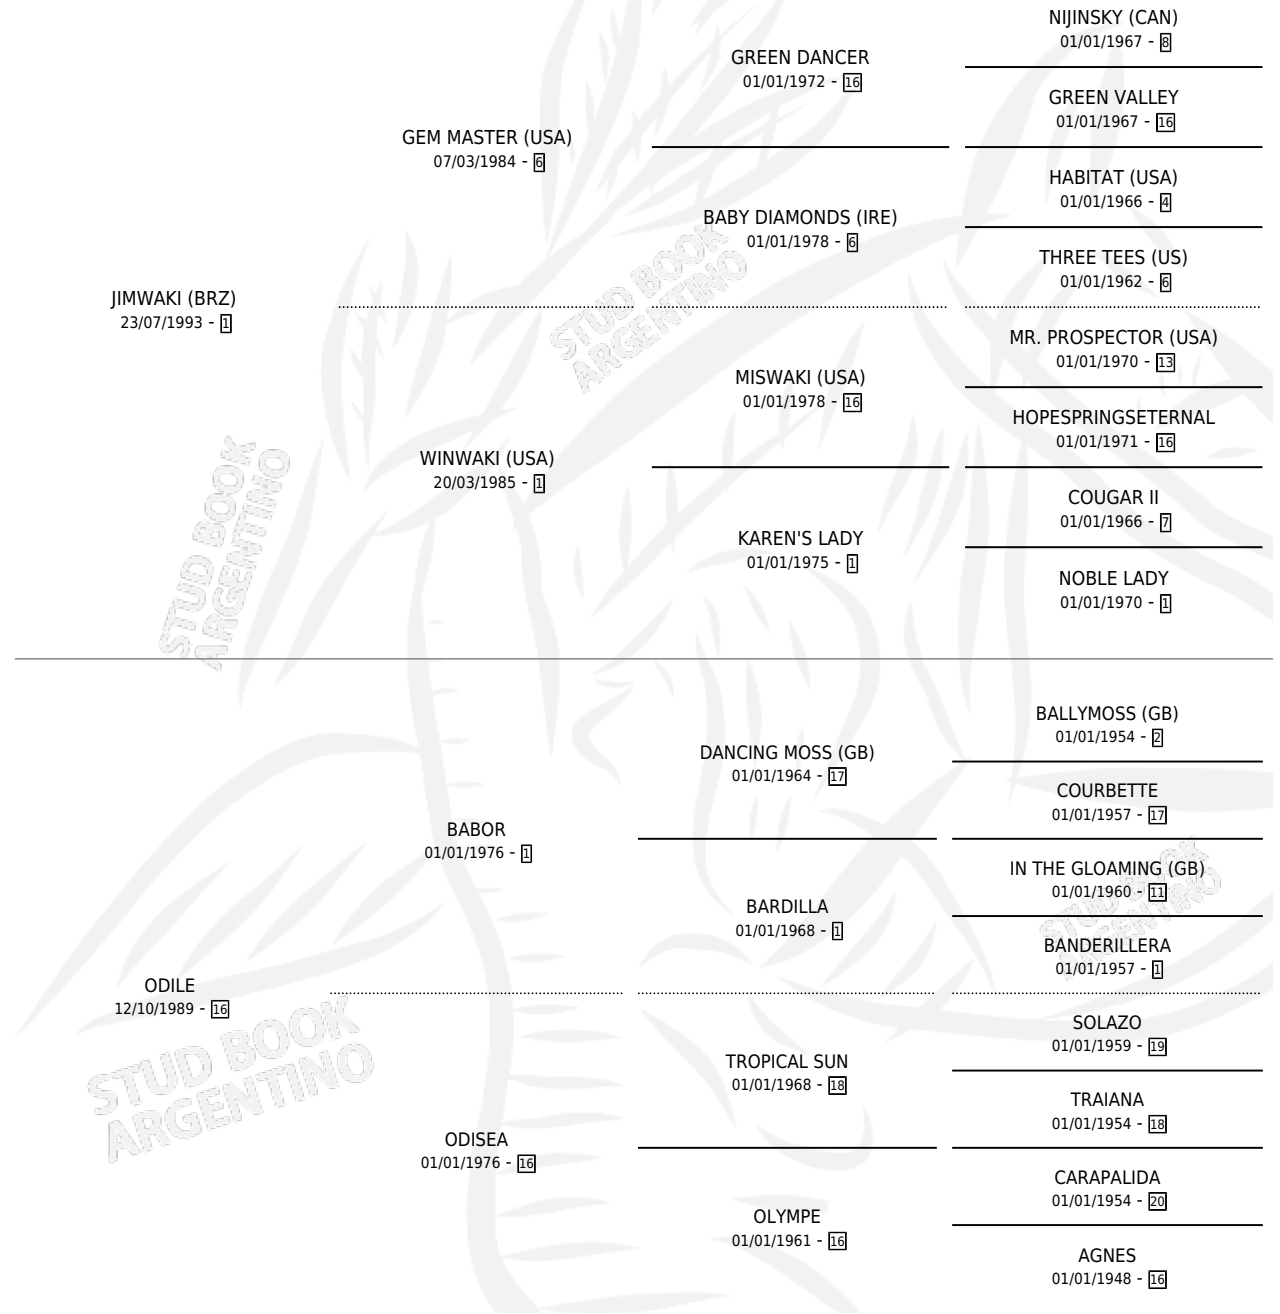 NIJINSKY (CAN)
01/01/1967 - 8
GREEN DANCER
01/01/1972 - 16
GREEN VALLEY
01/01/1967 - 16
GEM MASTER (USA)
07/03/1984 - 6
HABITAT (USA)
01/01/1966 - 4
BABY DIAMONDS (IRE)
01/01/1978 - 6
THREE TEES (US)
01/01/1962 - 6
JIMWAKI (BRZ)
23/07/1993 - 1
STUD BOOK
ARGENTINO
MR. PROSPECTOR (USA)
01/01/1970 - 13
MISWAKI (USA)
01/01/1978 - 16
HOPESPRINGSETERNAL
01/01/1971 - 16
WINWAKI (USA)
20/03/1985 - 1
COUGAR II
01/01/1966 - 7
KAREN'S LADY
01/01/1975 - 1
NOBLE LADY
01/01/1970 - 1
STUD BOOK
ARGENTINO
BALLYMOSS (GB)
01/01/1954 - 2
DANCING MOSS (GB)
01/01/1964 - 17
COURBETTE
01/01/1957 - 17
BABOR
01/01/1976 - 1
IN THE GLOAMING (GB)
01/01/1960 - 11
BARDILLA
01/01/1968 - 1
STUD BOOK
ARGENTINO
BANDERILLERA
01/01/1957 - 1
ODILE
12/10/1989 - 16
SOLAZO
01/01/1959 - 19
TROPICAL SUN
01/01/1968 - 18
TRAIANA
01/01/1954 - 18
STUD BOOK
ARGENTINO
ODISEA
01/01/1976 - 16
CARAPALIDA
01/01/1954 - 20
OLYMPE
01/01/1961 - 16
AGNES
01/01/1948 - 16